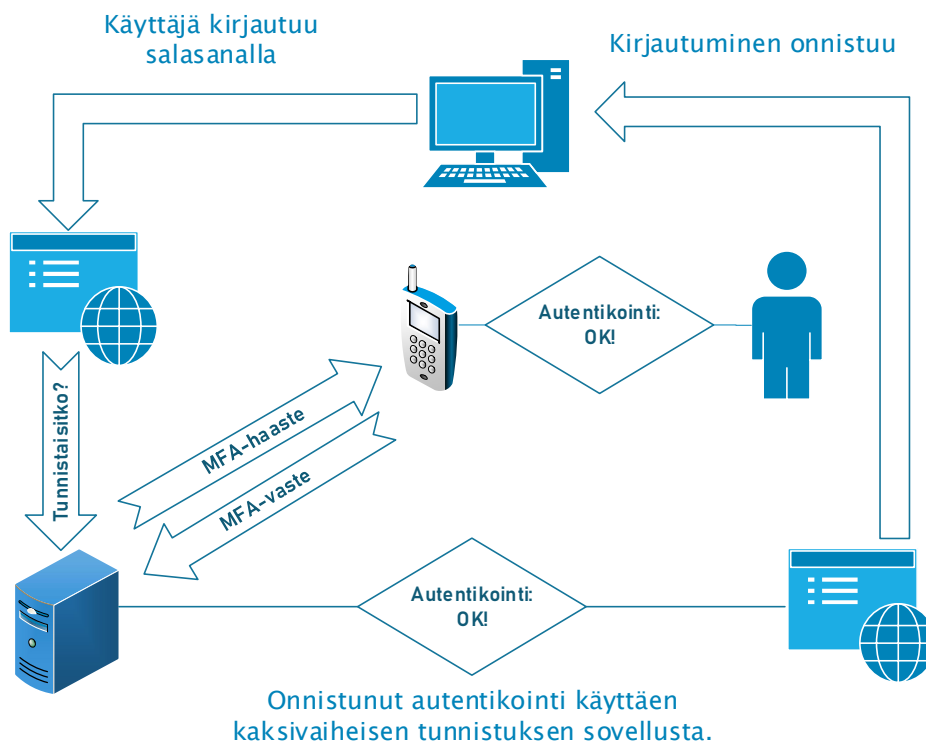 Käyttäjä kirjautuu
salasanalla
Kirjautuminen onnistuu
Autentikointi:
OK!
Tunnistaisitko?
MFA-haaste
MFA-vaste
Autentikointi:
OK!
Onnistunut autentikointi käyttäen
kaksivaiheisen tunnistuksen sovellusta.